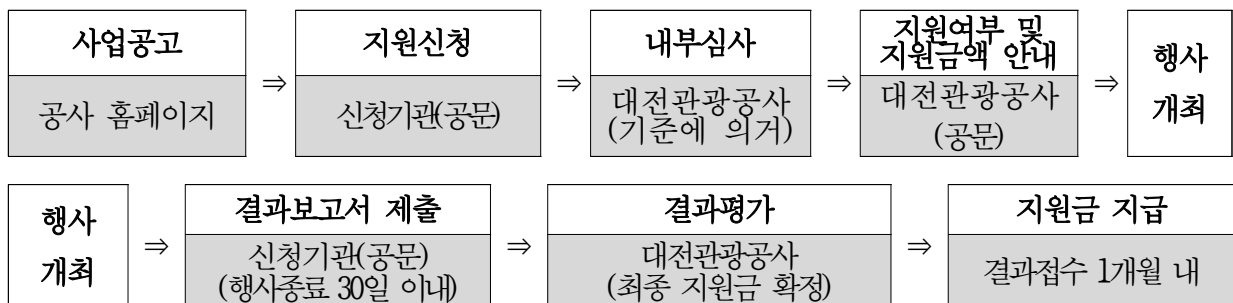 사업공고
공사 홈페이지
⇒
지원신청
신청기관(공문)
⇒
내부심사
대전관광공사
(기준에 의거)
⇒
지원여부 및
지원금액 안내
대전관광공사
(공문)
⇒
행사
개최
행사
개최
⇒
결과보고서 제출
신청기관(공문)
(행사종료 30일 이내)
⇒
결과평가
대전관광공사
(최종 지원금 확정)
⇒
지원금 지급
결과접수 1개월 내